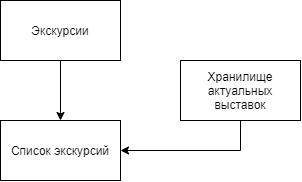 Экскурсии
Хранилище
актуальных
выставок
Список экскурсий